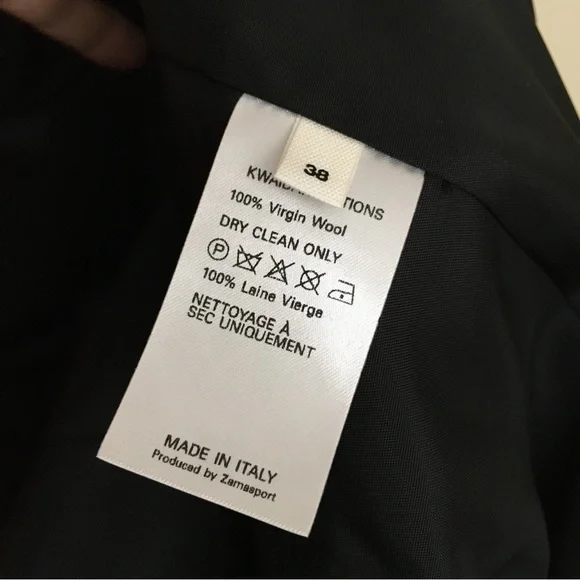 38
TIONS
100% Virgin Wool
DRY CLEAN ONLY
P
100% Laine Vierge
NETTOYAGE À
SEC UNIQUEMENT
MADE IN ITALY
Produced by Zamasport